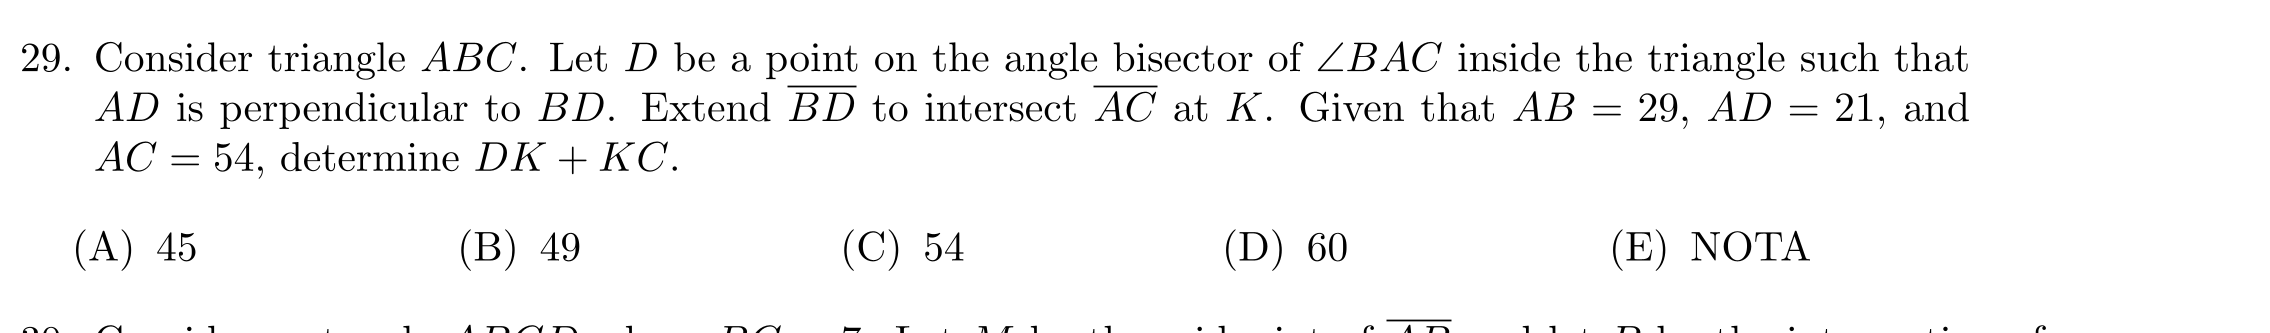 29. Consider triangle ABC. Let D be a point on the angle bisector of ∠BAC inside the triangle such that
AD is perpendicular to BD. Extend BD to intersect AC at K. Given that AB = 29, AD = 21, and
AC = 54, determine DK + KC.
(A) 45 (B) 49 (C) 54 (D) 60 (E) NOTA